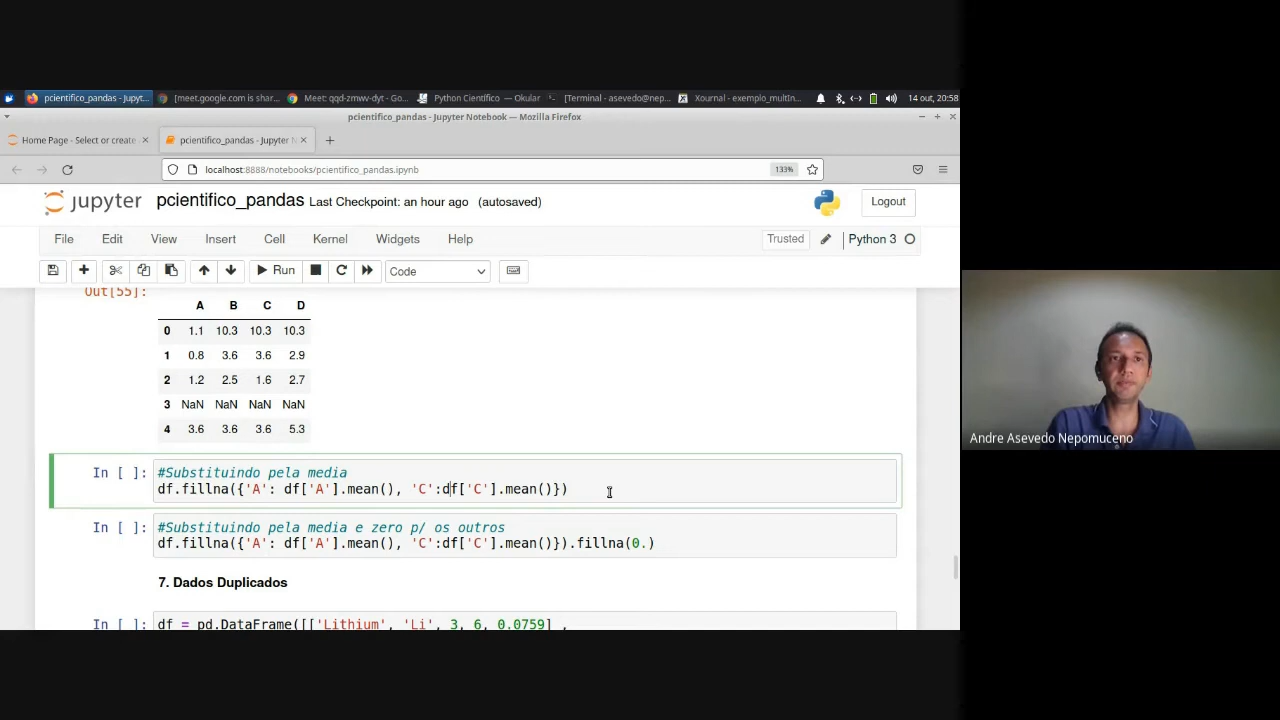 pcientifico_pandas - Jupyt...
[meet.google.com is shar...
Meet: qqd-zmwv-dyt - Go...
Python Científico — Okular
[Terminal - asevedo@nep...
Xournal - exemplo_multIn...
14 out, 20:58
pcientifico_pandas - Jupyter Notebook — Mozilla Firefox
Home Page - Select or create
pcientifico_pandas - Jupyter N
localhost:8888/notebooks/pcientifico_pandas.ipynb
133%
jupyter pcientifico_pandas Last Checkpoint: an hour ago (autosaved)
Logout
File Edit View Insert Cell Kernel Widgets Help
Trusted Python 3
Run Code
Out[55]:
A B C D
0 1.1 10.3 10.3 10.3
1 0.8 3.6 3.6 2.9
2 1.2 2.5 1.6 2.7
3 NaN NaN NaN NaN
4 3.6 3.6 3.6 5.3
In [ ]: #Substituindo pela media
df.fillna({'A': df['A'].mean(), 'C':df['C'].mean()})
In [ ]: #Substituindo pela media e zero p/ os outros
df.fillna({'A': df['A'].mean(), 'C':df['C'].mean()}).fillna(0.)
7. Dados Duplicados
In [ ]: df = pd.DataFrame([['Lithium', 'Li', 3, 6, 0.0759] ,
Andre Asevedo Nepomuceno